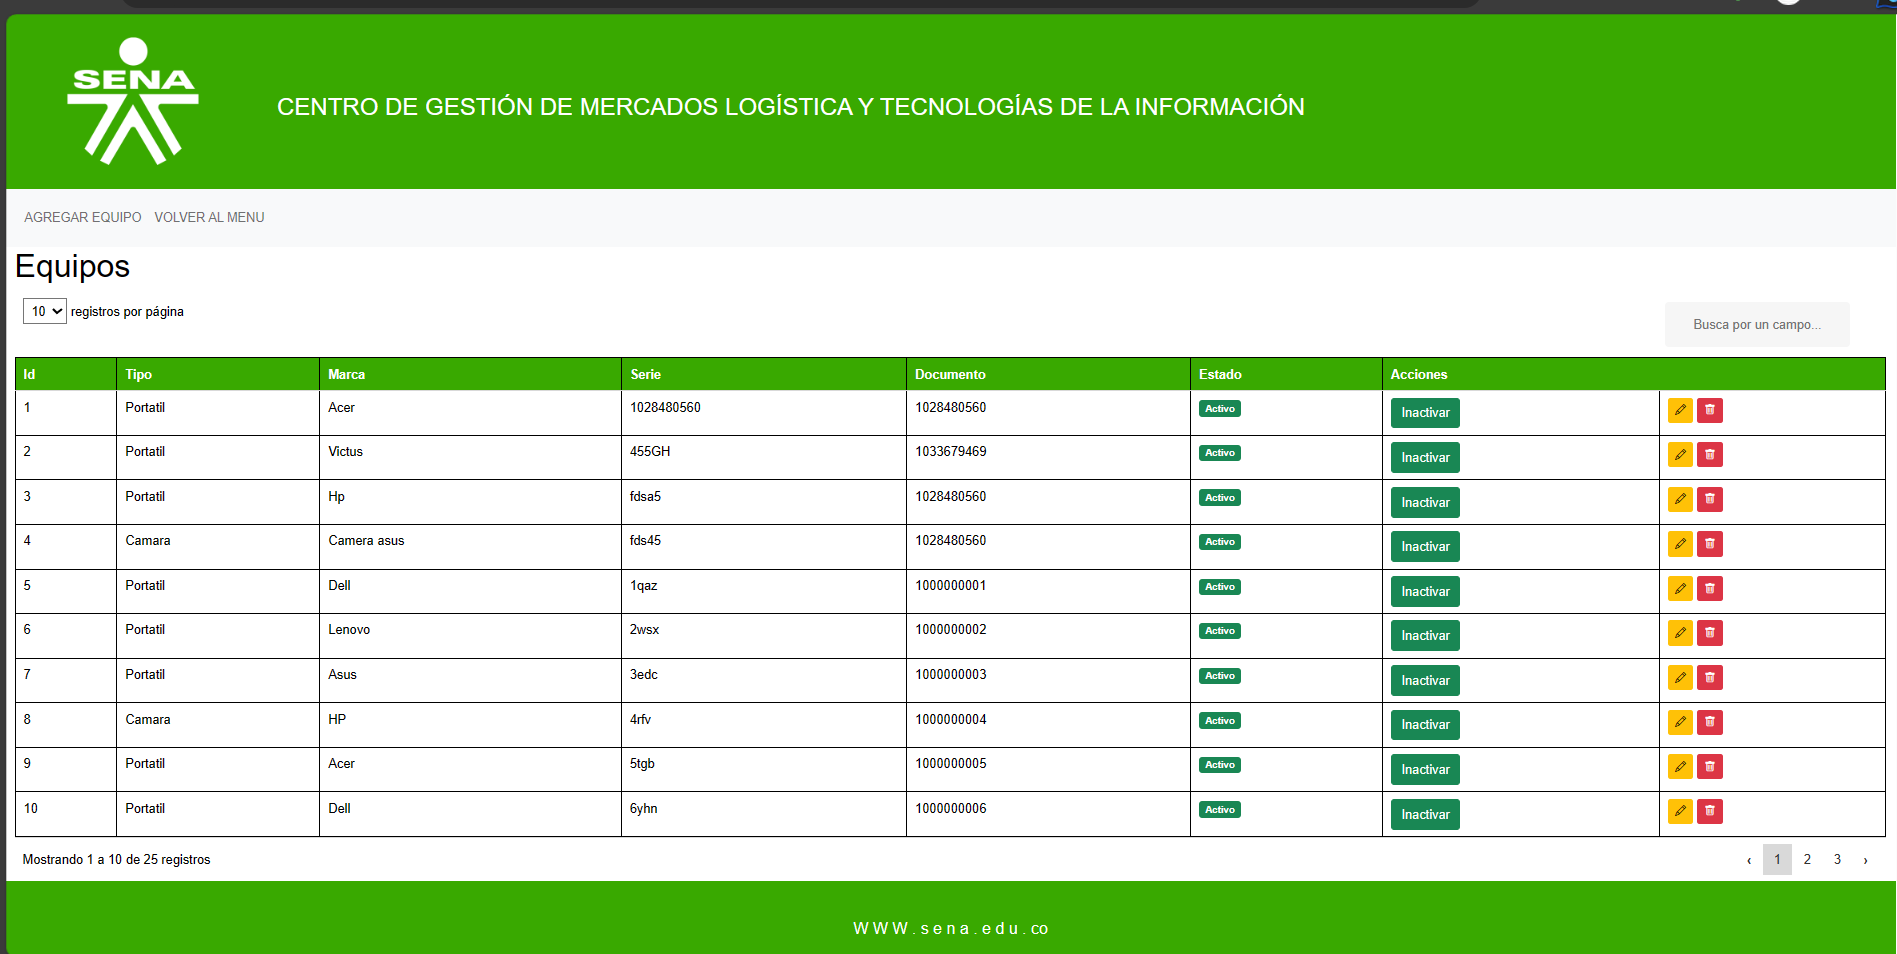 SENA
CENTRO DE GESTIÓN DE MERCADOS LOGÍSTICA Y TECNOLOGÍAS DE LA INFORMACIÓN
AGREGAR EQUIPO VOLVER AL MENU
Equipos
10 registros por página
Busca por un campo...
Id Tipo Marca Serie Documento Estado Acciones
1 Portatil Acer 1028480560 1028480560 Activo Inactivar
2 Portatil Victus 455GH 1033679469 Activo Inactivar
3 Portatil Hp fdsa5 1028480560 Activo Inactivar
4 Camara Camera asus fds45 1028480560 Activo Inactivar
5 Portatil Dell 1qaz 1000000001 Activo Inactivar
6 Portatil Lenovo 2wsx 1000000002 Activo Inactivar
7 Portatil Asus 3edc 1000000003 Activo Inactivar
8 Camara HP 4rfv 1000000004 Activo Inactivar
9 Portatil Acer 5tgb 1000000005 Activo Inactivar
10 Portatil Dell 6yhn 1000000006 Activo Inactivar
Mostrando 1 a 10 de 25 registros ‹ 1 2 3 ›
WWW.sena.edu.co